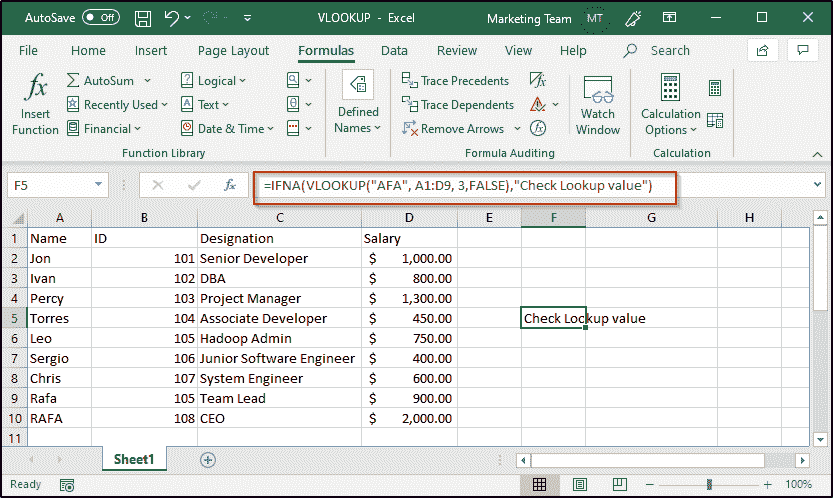 AutoSave Off VLOOKUP - Excel Marketing Team MT
File Home Insert Page Layout Formulas Data Review View Help Search
fx Insert Function
AutoSum
Recently Used
Financial
Logical
Text
Date & Time
Function Library
Defined Names
Trace Precedents
Trace Dependents
Remove Arrows
fx
Formula Auditing
Watch Window
Calculation Options
Calculation
F5 fx =IFNA(VLOOKUP("AFA", A1:D9, 3,FALSE),"Check Lookup value")
A B C D E F G H
1 Name ID Designation Salary
2 Jon 101 Senior Developer $ 1,000.00
3 Ivan 102 DBA $ 800.00
4 Percy 103 Project Manager $ 1,300.00
5 Torres 104 Associate Developer $ 450.00 Check Lookup value
6 Leo 105 Hadoop Admin $ 750.00
7 Sergio 106 Junior Software Engineer $ 400.00
8 Chris 107 System Engineer $ 600.00
9 Rafa 105 Team Lead $ 900.00
10 RAFA 108 CEO $ 2,000.00
11
Sheet1
Ready 100%